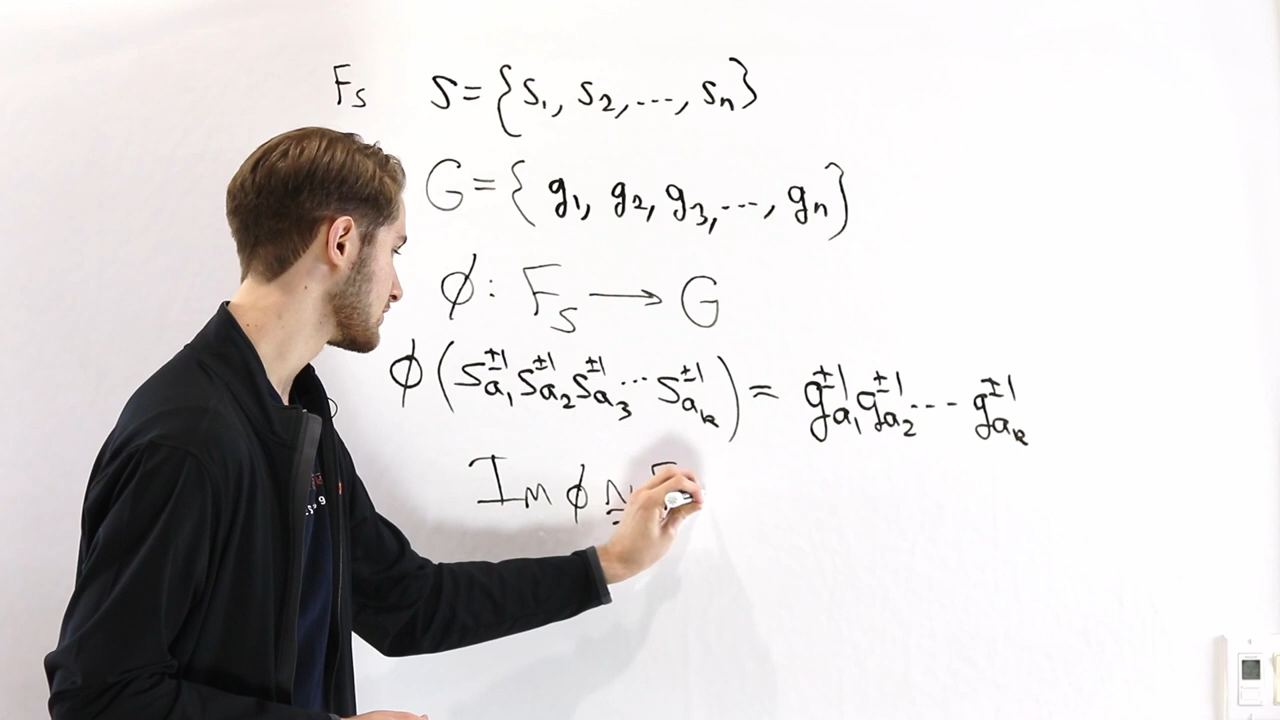 F_S S = {s_1, s_2, ..., s_n}
G = { g_1, g_2, g_3, ..., g_n}
φ: F_S → G
φ(s_{a_1}^{±1} s_{a_2}^{±1} s_{a_3}^{±1} ... s_{a_k}^{±1}) = g_{a_1}^{±1} g_{a_2}^{±1} ... g_{a_k}^{±1}
Im φ ≅